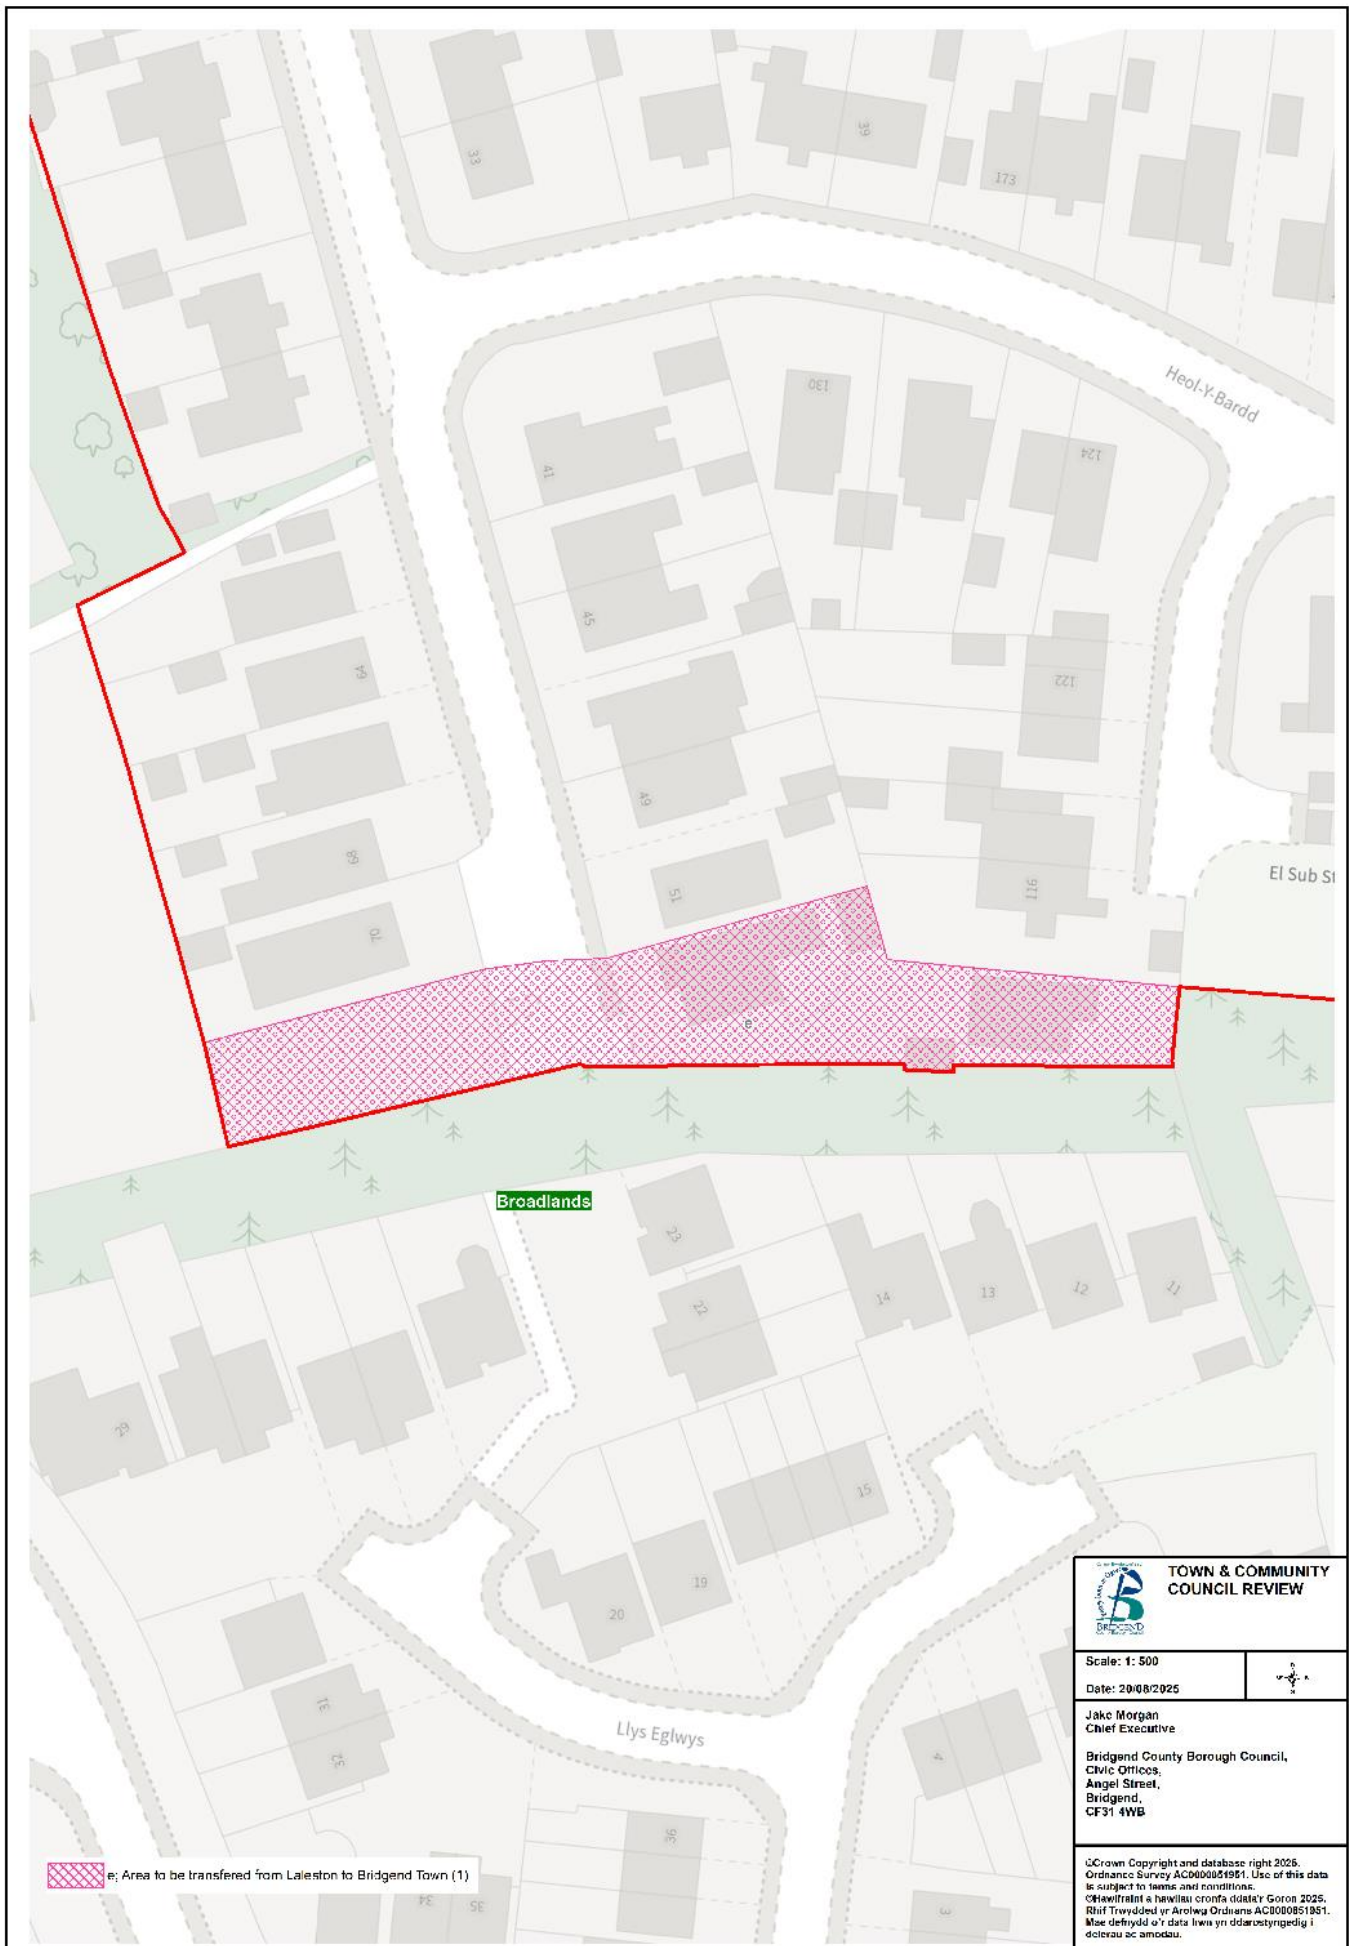 33
39
173
Heol-Y-Bardd
130
41
124
45
64
122
49
68
51
116
El Sub St
70
e
Broadlands
23
22
14
13
12
11
29
15
19
20
31
32
Llys Eglwys
4
36
34
35
3
e; Area to be transfered from Laleston to Bridgend Town (1)
BRIDGEND
TOWN & COMMUNITY
COUNCIL REVIEW
Scale: 1: 500
Date: 20/08/2025
Jake Morgan
Chief Executive
Bridgend County Borough Council,
Civic Offices,
Angel Street,
Bridgend,
CF31 4WB
©Crown Copyright and database right 2025.
Ordnance Survey AC0000851951. Use of this data
is subject to terms and conditions.
©Hawlfraint a hawliau cronfa ddata'r Goron 2025.
Rhif Trwydded yr Arolwg Ordnans AC0000851951.
Mae defnydd o'r data hwn yn ddarostyngedig i
delerau ac amodau.